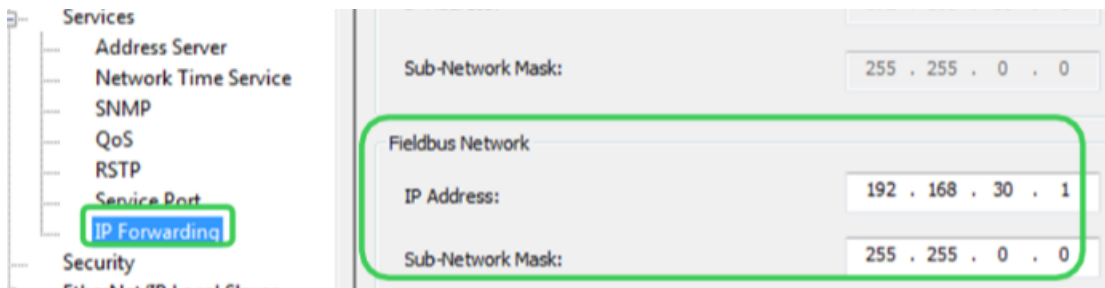 Services
Address Server
Network Time Service
SNMP
QoS
RSTP
Service Port
IP Forwarding
Security
Sub-Network Mask: 255 . 255 . 0 . 0
Fieldbus Network
IP Address: 192 . 168 . 30 . 1
Sub-Network Mask: 255 . 255 . 0 . 0